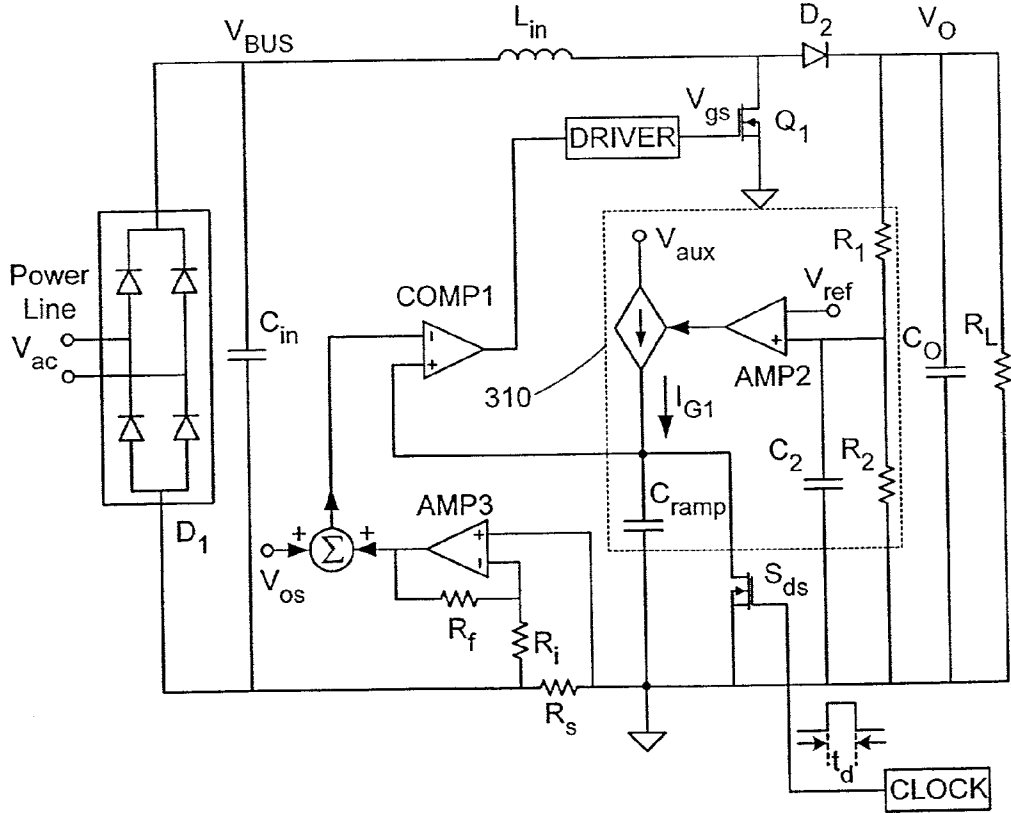 V_BUS
L_in
D_2
V_O
V_gs
Q_1
DRIVER
V_aux
R_1
V_ref
Power
Line
V_ac
C_in
COMP1
-
+
+
AMP2
C_O
R_L
310
I_G1
C_2
R_2
C_ramp
D_1
AMP3
+
-
+
Σ
+
V_os
S_ds
R_f
R_i
R_s
t_d
CLOCK